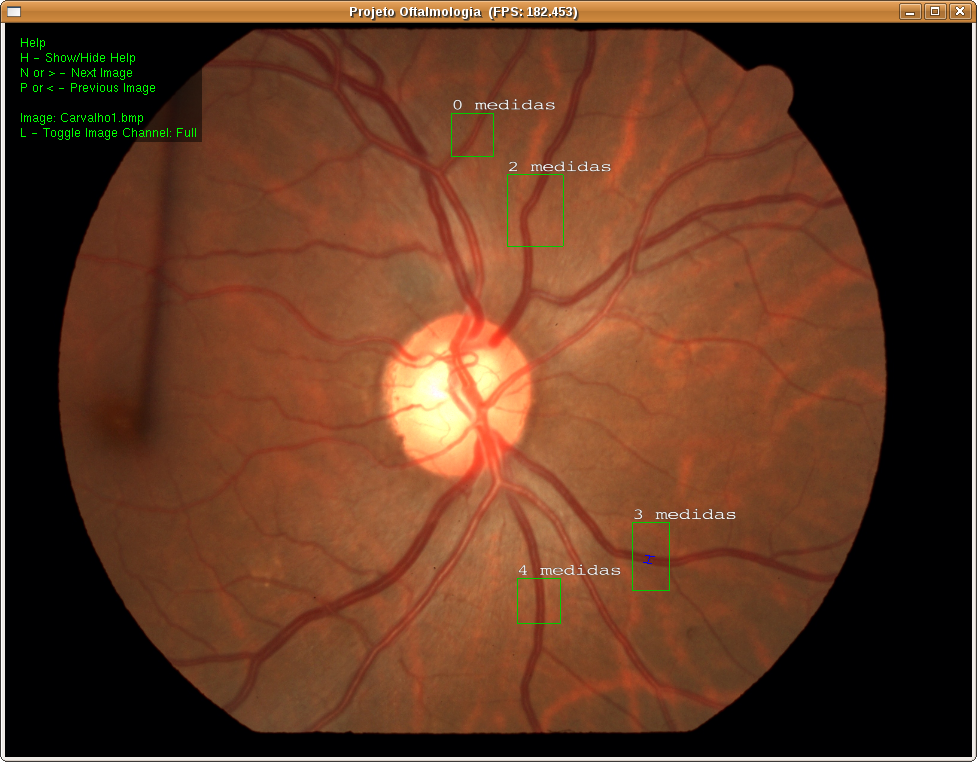 Projeto Oftalmologia (FPS: 182.453)
Help
H - Show/Hide Help
N or > - Next Image
P or < - Previous Image
Image: Carvalho1.bmp
L - Toggle Image Channel: Full
0 medidas
2 medidas
3 medidas
4 medidas